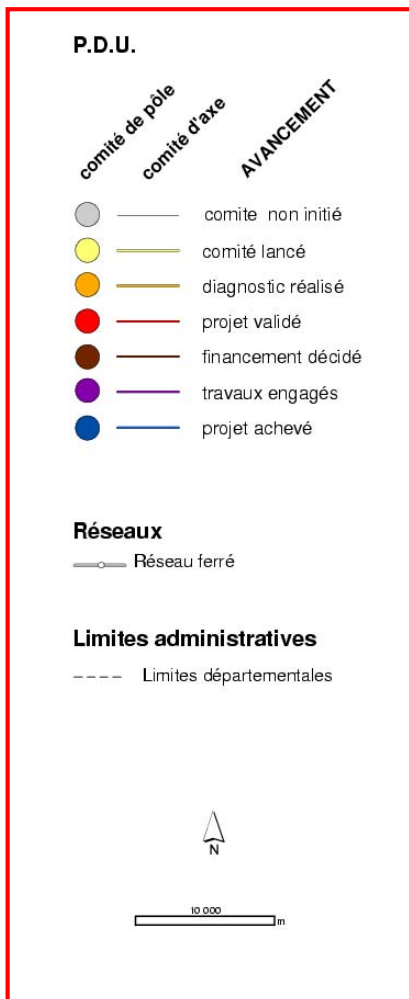 P.D.U.
comité de pôle
comité d'axe
AVANCEMENT
comite non initié
comité lancé
diagnostic réalisé
projet validé
financement décidé
travaux engagés
projet achevé
Réseaux
Réseau ferré
Limites administratives
Limites départementales
N
10 000
m